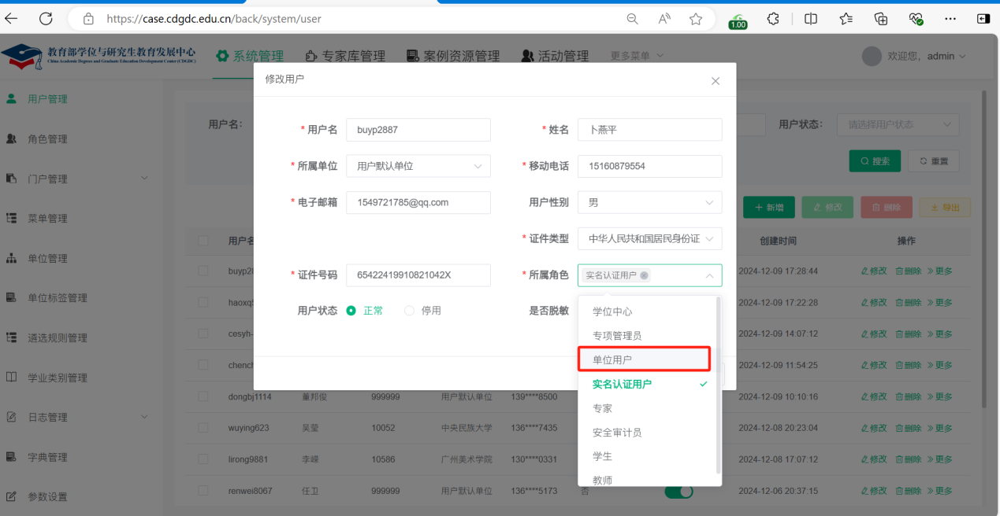 https://case.cdgdc.edu.cn/back/system/user
1.00
教育部学位与研究生教育发展中心
China Academic Degrees and Graduate Education Development Center (CDGDC)
系统管理 专家库管理 案例资源管理 活动管理 更多菜单
欢迎您，admin
用户管理
角色管理
门户管理
菜单管理
单位管理
单位标签管理
遴选规则管理
学业类别管理
日志管理
字典管理
参数设置
用户名:
用户状态: 请选择用户状态
搜索 重置
+ 新增 修改 删除 导出
修改用户
* 用户名 buyp2887 * 姓名 卜燕平
* 所属单位 用户默认单位 * 移动电话 15160879554
* 电子邮箱 1549721785@qq.com 用户性别 男
* 证件类型 中华人民共和国居民身份证
* 证件号码 65422419910821042X * 所属角色 实名认证用户
用户状态 正常 停用 是否脱敏
学位中心
专项管理员
单位用户
实名认证用户
专家
安全审计员
学生
教师
用户名 创建时间 操作
buyp2 2024-12-09 17:28:44 修改 删除 更多
haoxq 2024-12-09 17:22:28 修改 删除 更多
cesyh- 2024-12-09 14:07:12 修改 删除 更多
chench 2024-12-09 11:54:25 修改 删除 更多
dongbj1114 董邦俊 999999 用户默认单位 139****8500 2024-12-09 10:10:16 修改 删除 更多
wuying623 吴莹 10052 中央民族大学 136****7435 2024-12-08 20:23:04 修改 删除 更多
lirong9881 李嵘 10586 广州美术学院 130****0331 2024-12-08 17:07:12 修改 删除 更多
renwei8067 任卫 999999 用户默认单位 136****5173 否 2024-12-06 20:37:15 修改 删除 更多